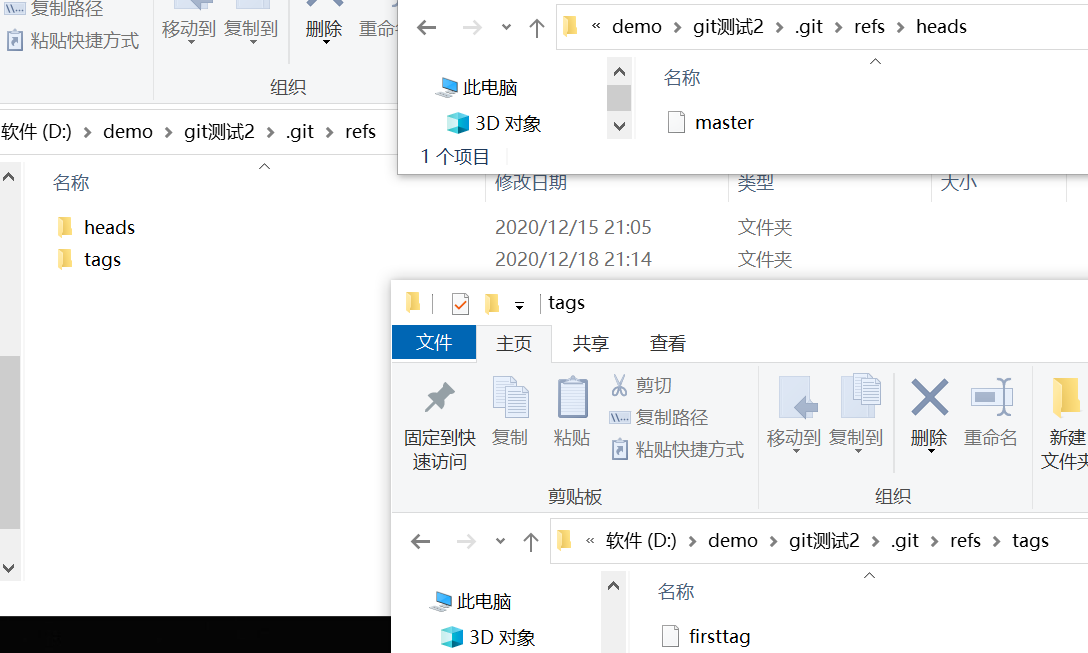 复制路径
粘贴快捷方式
移动到
复制到
删除
组织
软件 (D:) demo git测试2 .git refs
名称
heads
tags
« demo git测试2 .git refs heads
此电脑
3D 对象
1 个项目
名称
master
修改日期 类型 大小
2020/12/15 21:05 文件夹
2020/12/18 21:14 文件夹
tags
文件 主页 共享 查看
固定到快
速访问
复制
粘贴
剪切
复制路径
粘贴快捷方式
剪贴板
移动到
复制到
删除
重命名
组织
新建
« 软件 (D:) demo git测试2 .git refs tags
此电脑
3D 对象
名称
firsttag